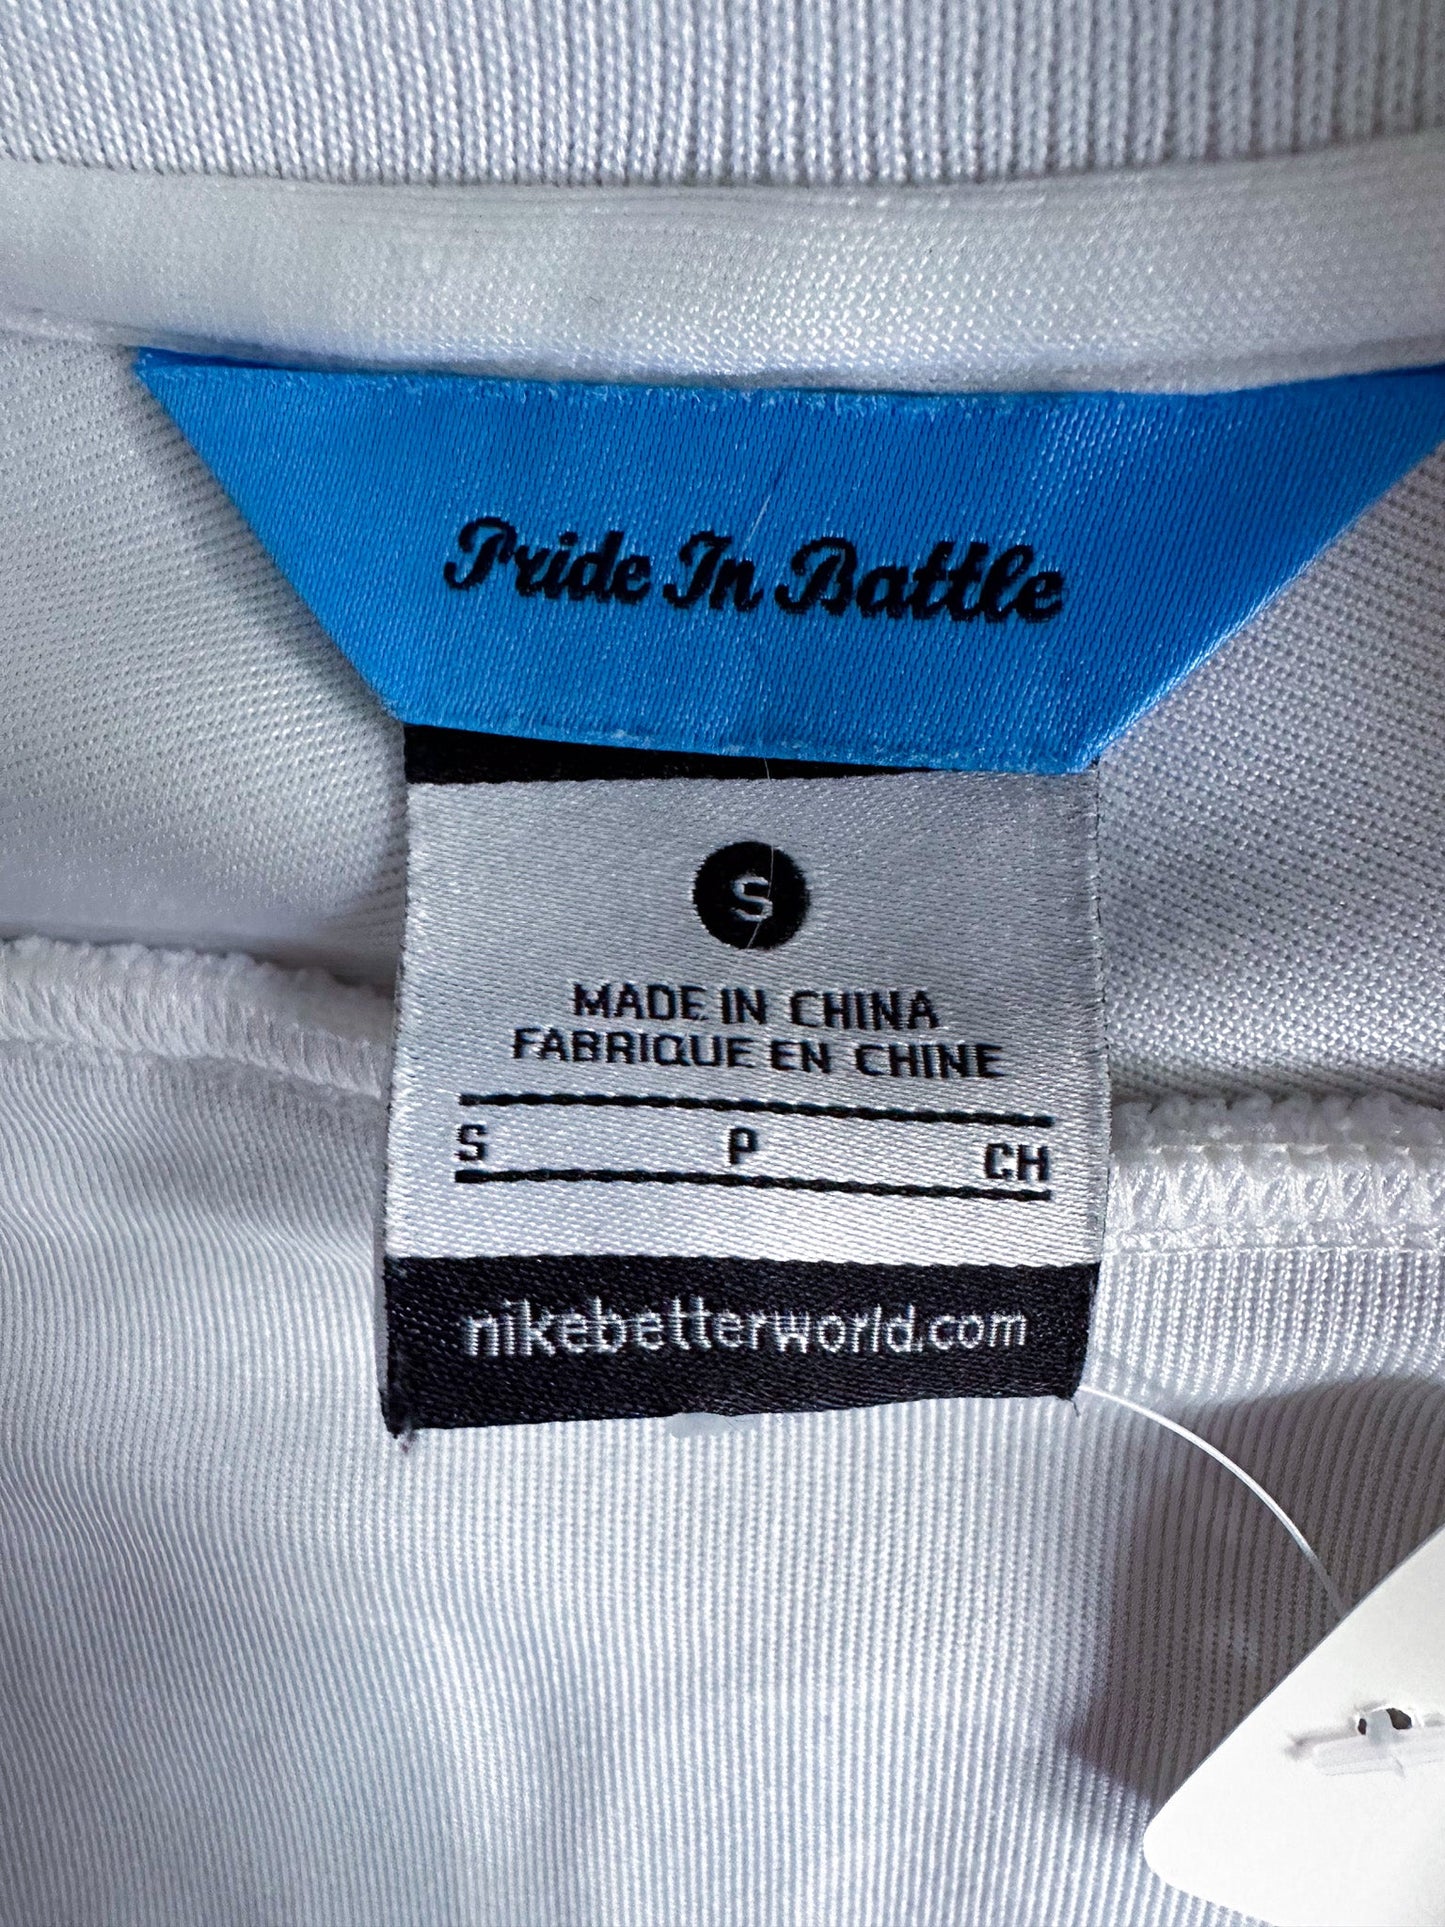 Pride In Battle
S
MADE IN CHINA
FABRIQUE EN CHINE
S P CH
nikebetterworld.com